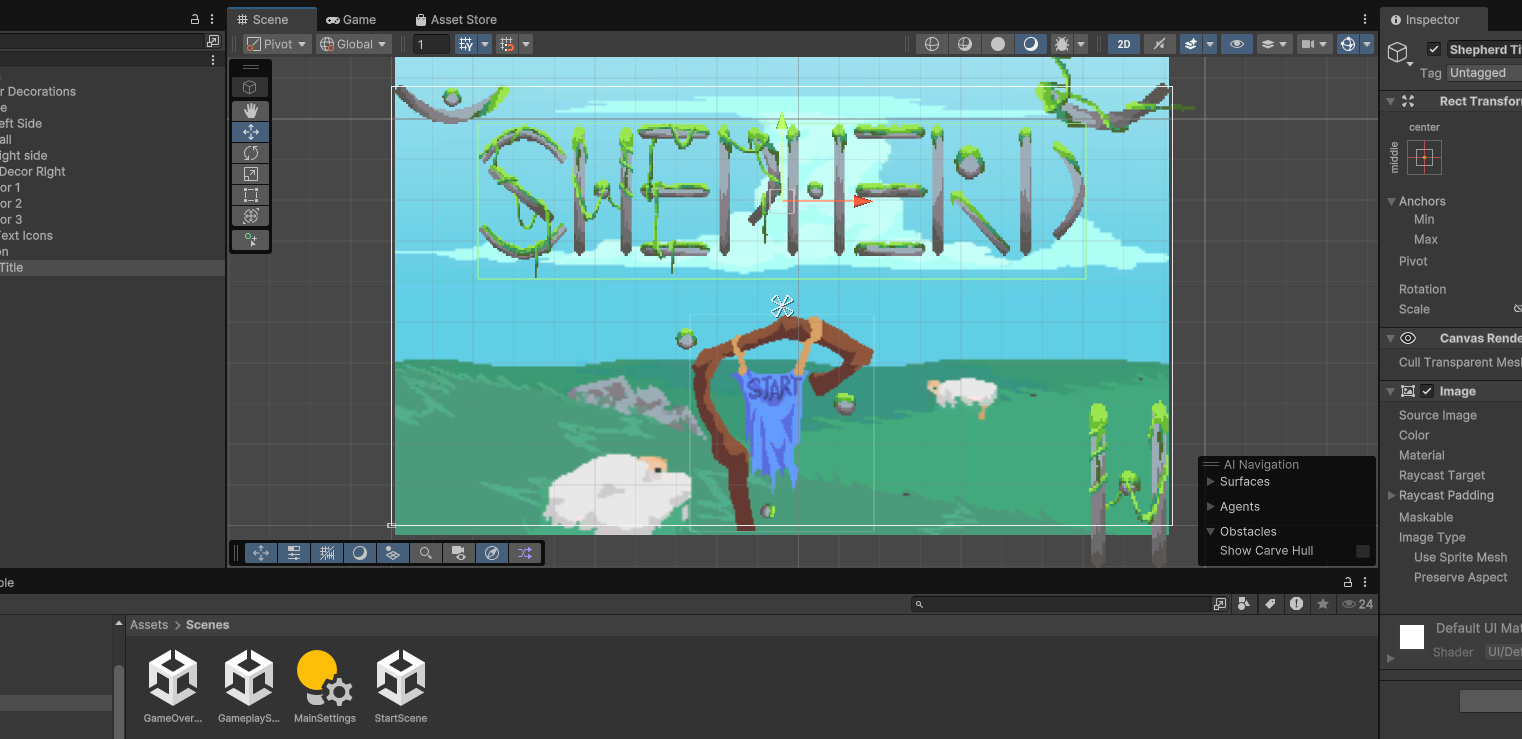 Scene
Game
Asset Store
Inspector
Pivot
Global
1
2D
Shepherd Ti
Tag
Untagged
r Decorations
e
eft Side
all
ight side
Decor Right
or 1
or 2
or 3
ext Icons
on
Title
SHEPHERD
START
Rect Transform
center
middle
Anchors
Min
Max
Pivot
Rotation
Scale
Canvas Rende
Cull Transparent Mesh
Image
Source Image
Color
Material
Raycast Target
Raycast Padding
Maskable
Image Type
Use Sprite Mesh
Preserve Aspect
AI Navigation
Surfaces
Agents
Obstacles
Show Carve Hull
ole
24
Assets > Scenes
GameOver...
GameplayS...
MainSettings
StartScene
Default UI Mat
Shader
UI/Def